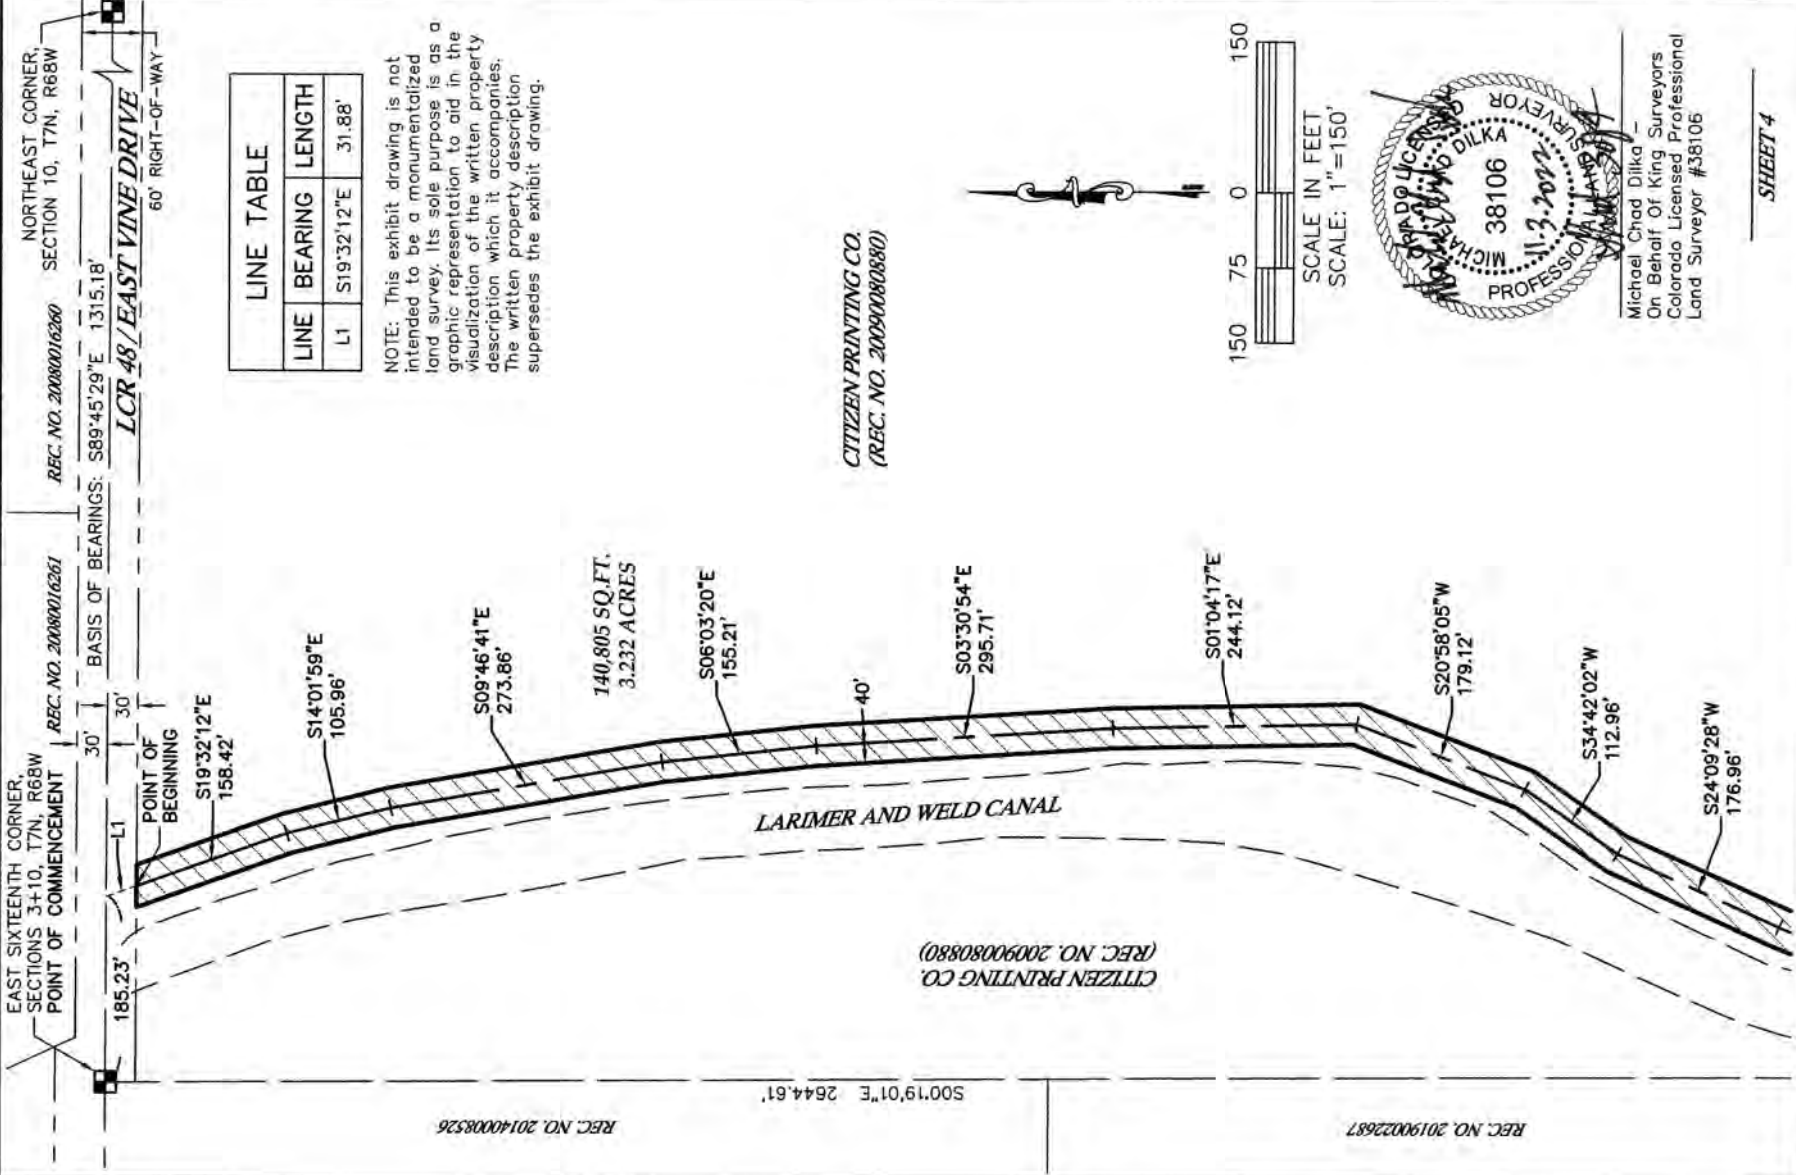 EAST SIXTEENTH CORNER,
SECTIONS 3+10, T7N, R68W
POINT OF COMMENCEMENT
REC. NO. 20080016261
REC. NO. 20080016260
NORTHEAST CORNER,
SECTION 10, T7N, R68W
185.23'
L1
30'
30'
BASIS OF BEARINGS: S89°45'29"E 1315.18'
LCR 48 / EAST VINE DRIVE
60' RIGHT-OF-WAY
POINT OF
BEGINNING
S19°32'12"E
158.42'
S14°01'59"E
105.96'
S09°46'41"E
273.86'
140,805 SQ.FT.
3.232 ACRES
S06°03'20"E
155.21'
40'
S03°30'54"E
295.71'
S01°04'17"E
244.12'
S20°58'05"W
179.12'
S34°42'02"W
112.96'
S24°09'28"W
176.96'
LARIMER AND WELD CANAL
CITIZEN PRINTING CO.
(REC. NO. 20090080880)
S00°19'01"E 2644.61'
REC. NO. 20140008526
REC. NO. 20190022687
LINE TABLE
LINE BEARING LENGTH
L1 S19°32'12"E 31.88'
NOTE: This exhibit drawing is not
intended to be a monumentalized
land survey. Its sole purpose is as a
graphic representation to aid in the
visualization of the written property
description which it accompanies.
The written property description
supersedes the exhibit drawing.
CITIZEN PRINTING CO.
(REC. NO. 20090080880)
150 75 0 150
SCALE IN FEET
SCALE: 1"=150'
COLORADO LICENSED
MICHAEL CHAD DILKA
38106
PROFESSIONAL LAND SURVEYOR
Michael Chad Dilka –
On Behalf Of King Surveyors
Colorado Licensed Professional
Land Surveyor #38106
SHEET 4